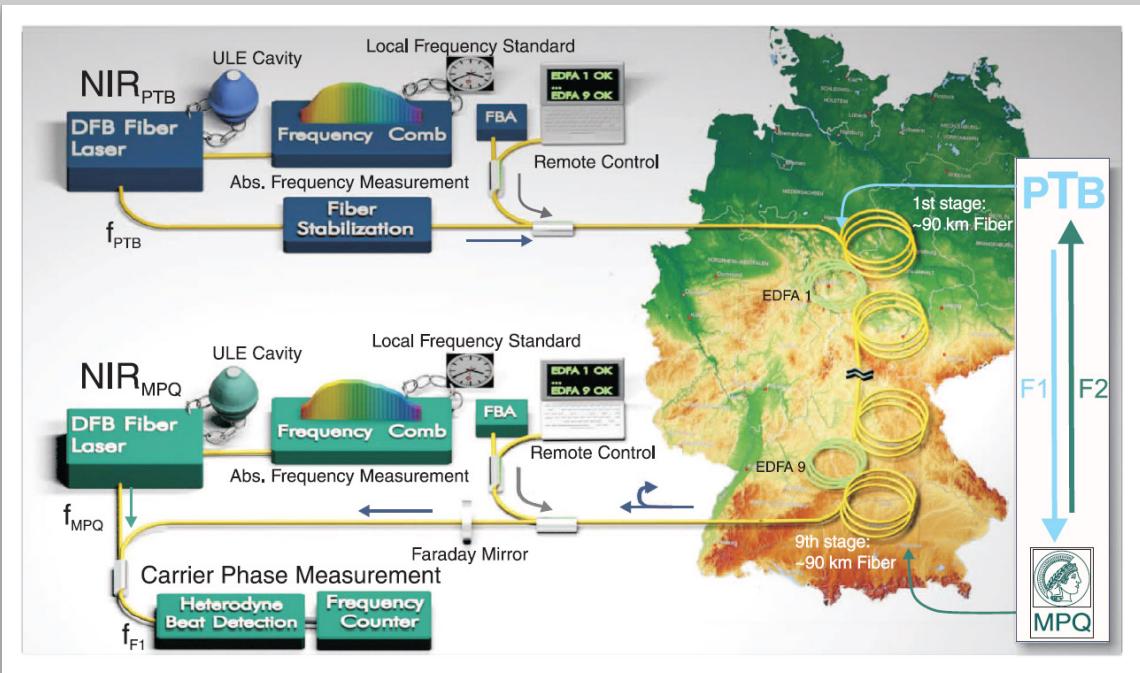 Local Frequency Standard
ULE Cavity
NIR PTB
EDFA 1 OK
...
EDFA 9 OK
DFB Fiber
Laser
Frequency Comb
FBA
Remote Control
Abs. Frequency Measurement
f PTB
Fiber
Stabilization
PTB
1st stage:
~90 km Fiber
EDFA 1
F1
F2
Local Frequency Standard
ULE Cavity
NIR MPQ
EDFA 1 OK
...
EDFA 9 OK
DFB Fiber
Laser
Frequency Comb
FBA
Remote Control
Abs. Frequency Measurement
EDFA 9
f MPQ
Faraday Mirror
9th stage:
~90 km Fiber
Carrier Phase Measurement
Heterodyne
Beat Detection
Frequency
Counter
f F1
MPQ